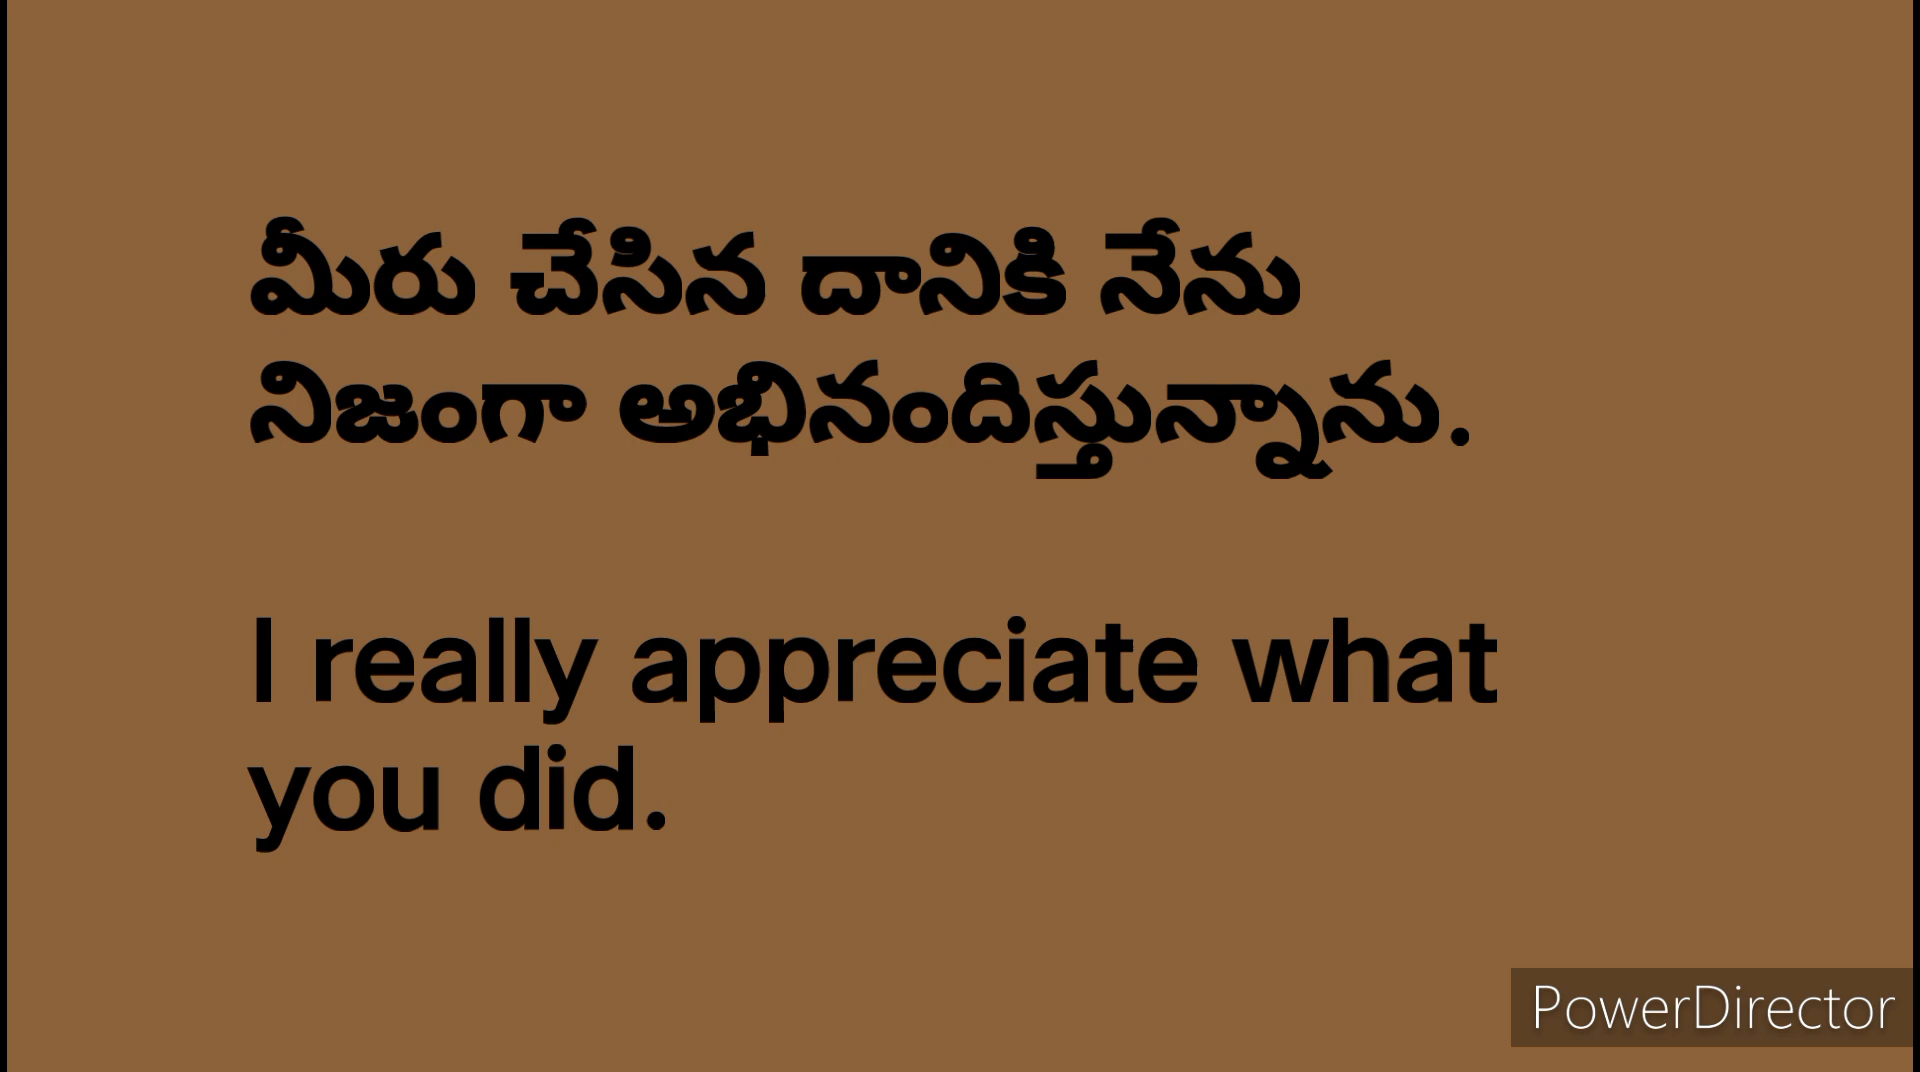 మీరు చేసిన దానికి నేను
నిజంగా అభినందిస్తున్నాను.
I really appreciate what
you did.
PowerDirector